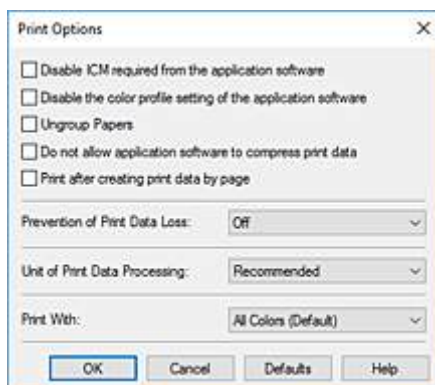 Print Options
Disable ICM required from the application software
Disable the color profile setting of the application software
Ungroup Papers
Do not allow application software to compress print data
Print after creating print data by page
Prevention of Print Data Loss: Off
Unit of Print Data Processing: Recommended
Print With: All Colors (Default)
OK Cancel Defaults Help